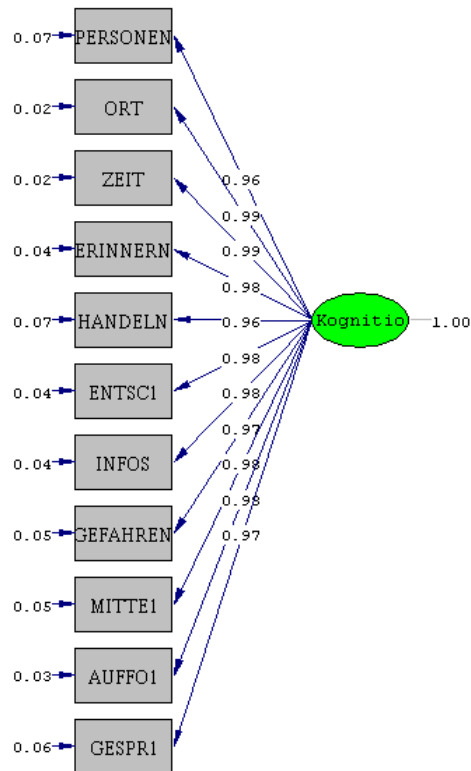 0.07 PERSONEN
0.02 ORT
0.02 ZEIT
0.04 ERINNERN
0.07 HANDELN
0.04 ENTSC1
0.04 INFOS
0.05 GEFAHREN
0.05 MITTE1
0.03 AUFFO1
0.06 GESPR1
0.96
0.99
0.99
0.98
0.96
0.98
0.98
0.97
0.98
0.98
0.97
Kognitio 1.00